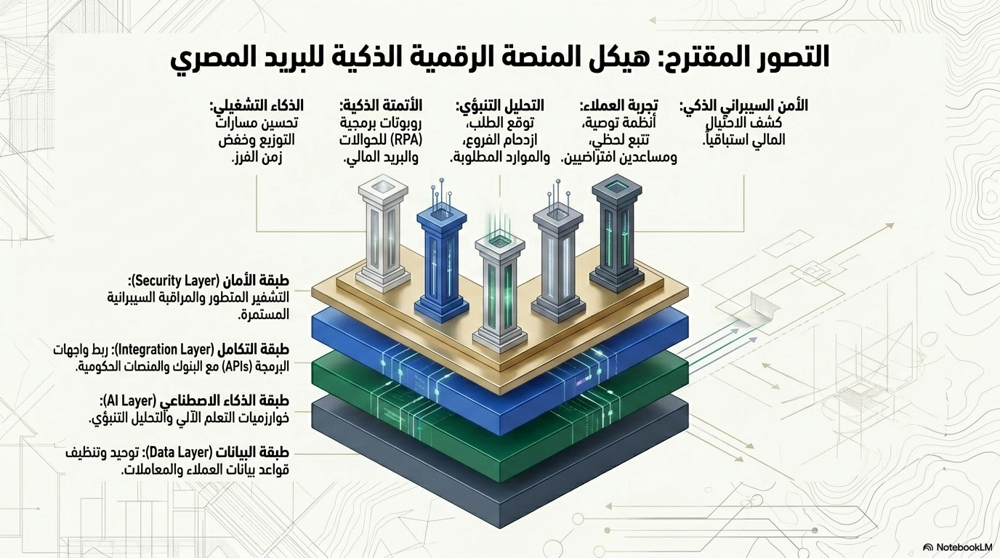 التصور المقترح: هيكل المنصة الرقمية الذكية للبريد المصري
الأمن السيبراني الذكي:
كشف الاحتيال
المالي استباقياً.
تجربة العملاء:
أنظمة توصية،
تتبع لحظي،
ومساعدين افتراضيين.
التحليل التنبؤي:
توقع الطلب،
ازدحام الفروع،
والموارد المطلوبة.
الأتمتة الذكية:
روبوتات برمجية
(RPA) للحوالات
والبريد المالي.
الذكاء التشغيلي:
تحسين مسارات
التوزيع وخفض
زمن الفرز.
طبقة الأمان (Security Layer):
التشفير المتطور والمراقبة السيبرانية
المستمرة.
طبقة التكامل (Integration Layer): ربط واجهات
البرمجة (APIs) مع البنوك والمنصات الحكومية.
طبقة الذكاء الاصطناعي (AI Layer):
خوارزميات التعلم الآلي والتحليل التنبؤي.
طبقة البيانات (Data Layer): توحيد وتنظيف
قواعد بيانات العملاء والمعاملات.
NotebookLM